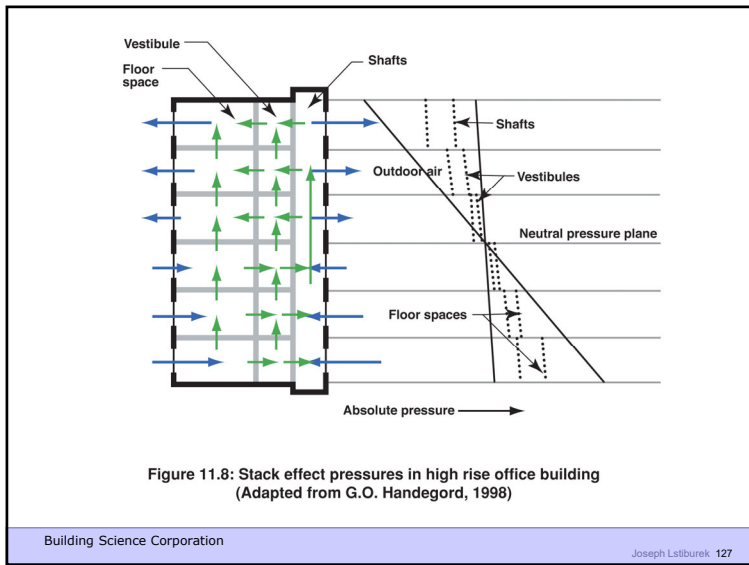 Vestibule
Floor
space
Shafts
Shafts
Outdoor air
Vestibules
Neutral pressure plane
Floor spaces
Absolute pressure
Figure 11.8: Stack effect pressures in high rise office building
(Adapted from G.O. Handegord, 1998)
Building Science Corporation
Joseph Lstiburek 127